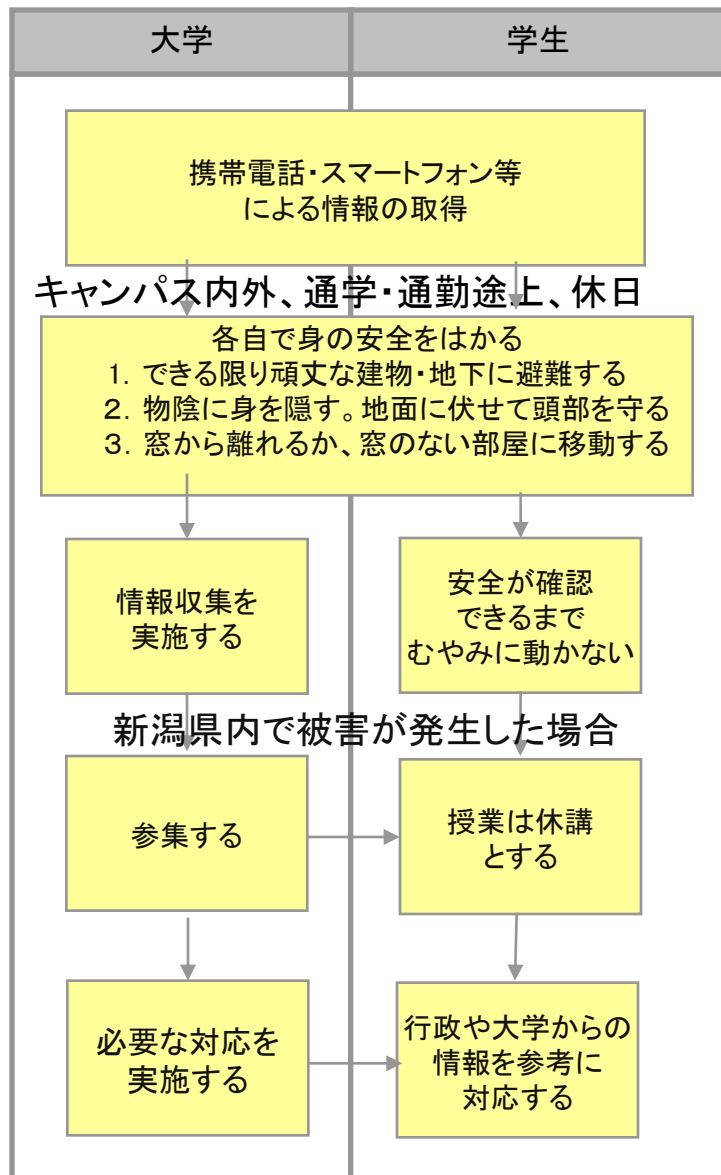 大学
学生
携帯電話・スマートフォン等
による情報の取得
キャンパス内外、通学・通勤途上、休日
各自で身の安全をはかる
1. できる限り頑丈な建物・地下に避難する
2. 物陰に身を隠す。地面に伏せて頭部を守る
3. 窓から離れるか、窓のない部屋に移動する
情報収集を
実施する
安全が確認
できるまで
むやみに動かない
新潟県内で被害が発生した場合
参集する
授業は休講
とする
必要な対応を
実施する
行政や大学からの
情報を参考に
対応する